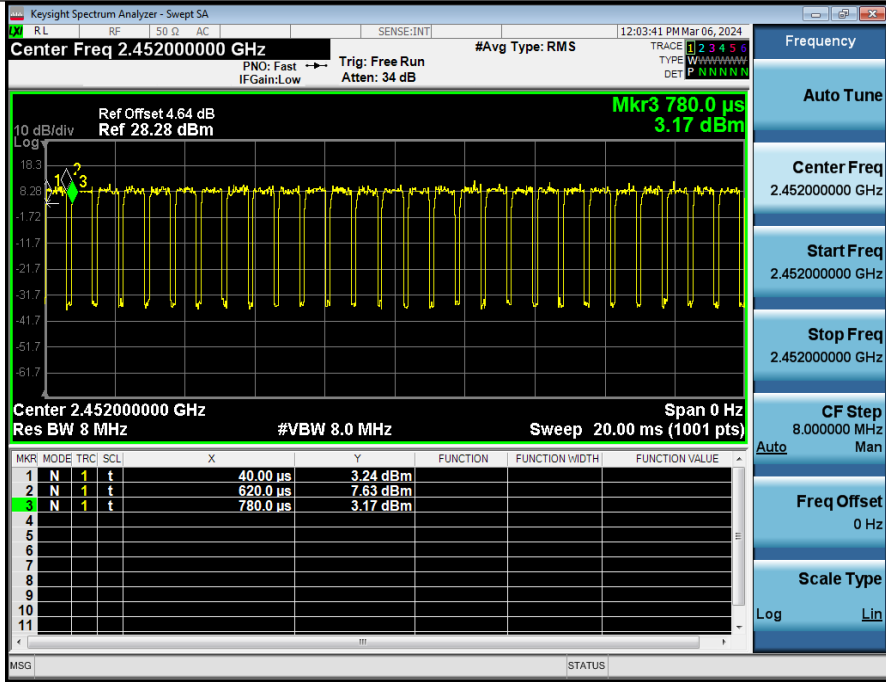 Keysight Spectrum Analyzer - Swept SA
LXI RL RF 50 Ω AC SENSE:INT 12:03:41 PM Mar 06, 2024
Center Freq 2.452000000 GHz
#Avg Type: RMS
TRACE 1 2 3 4 5 6
TYPE WWWWWW
DET P N N N N N
PNO: Fast
IFGain:Low
Trig: Free Run
Atten: 34 dB
Mkr3 780.0 µs
3.17 dBm
Ref Offset 4.64 dB
10 dB/div Ref 28.28 dBm
Log
18.3
8.28
-1.72
-11.7
-21.7
-31.7
-41.7
-51.7
-61.7
1 2 3
Center 2.452000000 GHz Span 0 Hz
Res BW 8 MHz #VBW 8.0 MHz Sweep 20.00 ms (1001 pts)
MKR MODE TRC SCL X Y FUNCTION FUNCTION WIDTH FUNCTION VALUE
1 N 1 t 40.00 µs 3.24 dBm
2 N 1 t 620.0 µs 7.63 dBm
3 N 1 t 780.0 µs 3.17 dBm
4
5
6
7
8
9
10
11
MSG STATUS
Frequency
Auto Tune
Center Freq
2.452000000 GHz
Start Freq
2.452000000 GHz
Stop Freq
2.452000000 GHz
CF Step
8.000000 MHz
Auto Man
Freq Offset
0 Hz
Scale Type
Log Lin